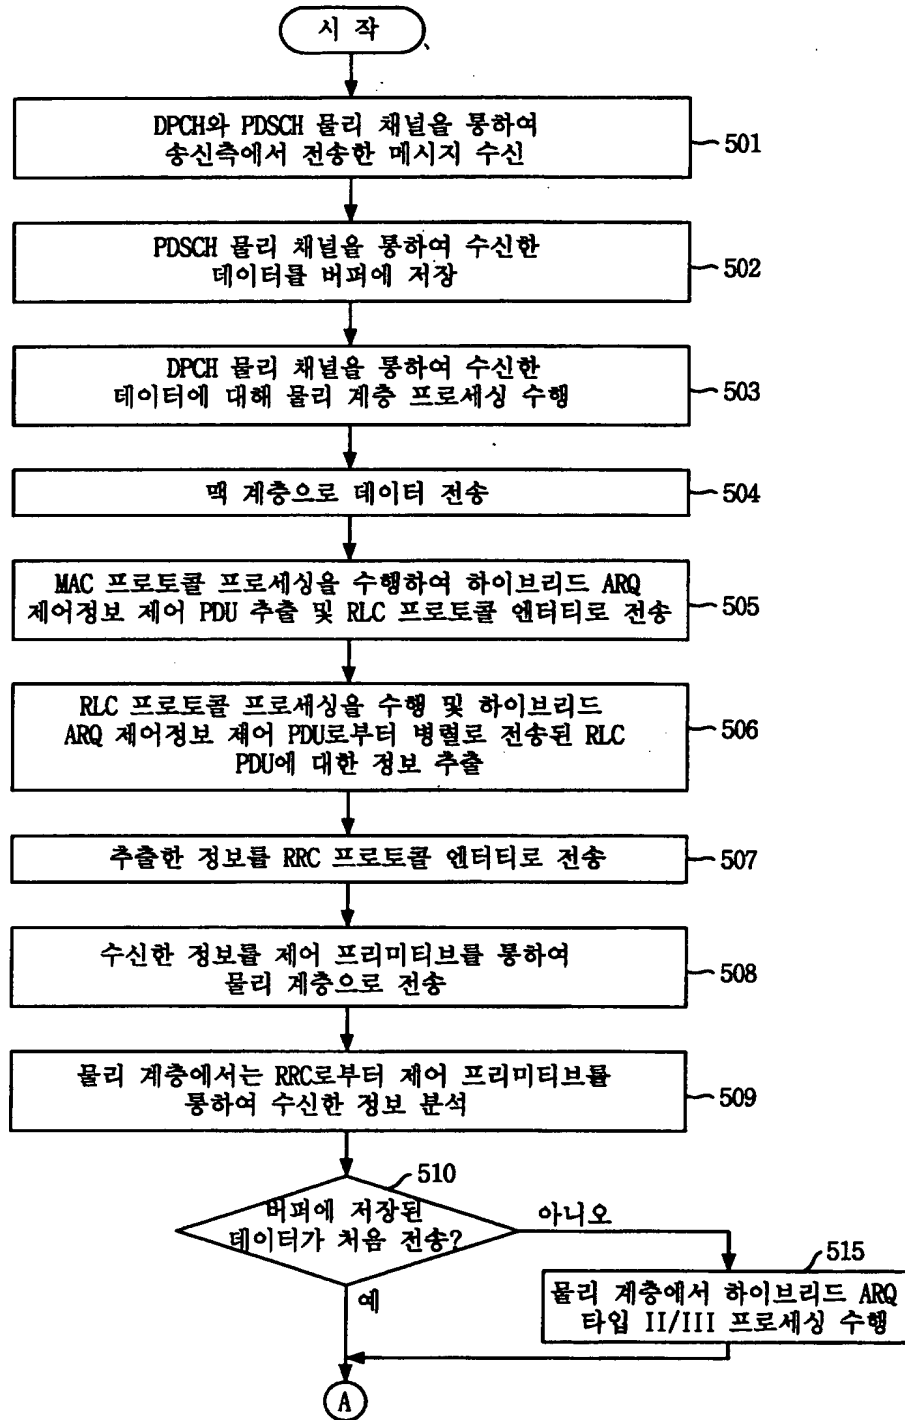 시 작
DPCH와 PDSCH 물리 채널을 통하여
송신측에서 전송한 메시지 수신
501
PDSCH 물리 채널을 통하여 수신한
데이터를 버퍼에 저장
502
DPCH 물리 채널을 통하여 수신한
데이터에 대해 물리 계층 프로세싱 수행
503
맥 계층으로 데이터 전송
504
MAC 프로토콜 프로세싱을 수행하여 하이브리드 ARQ
제어정보 제어 PDU 추출 및 RLC 프로토콜 엔터티로 전송
505
RLC 프로토콜 프로세싱을 수행 및 하이브리드
ARQ 제어정보 제어 PDU로부터 병렬로 전송된 RLC
PDU에 대한 정보 추출
506
추출한 정보를 RRC 프로토콜 엔터티로 전송
507
수신한 정보를 제어 프리미티브를 통하여
물리 계층으로 전송
508
물리 계층에서는 RRC로부터 제어 프리미티브를
통하여 수신한 정보 분석
509
510
버퍼에 저장된
데이터가 처음 전송?
아니오
예
515
물리 계층에서 하이브리드 ARQ
타입 II/III 프로세싱 수행
A